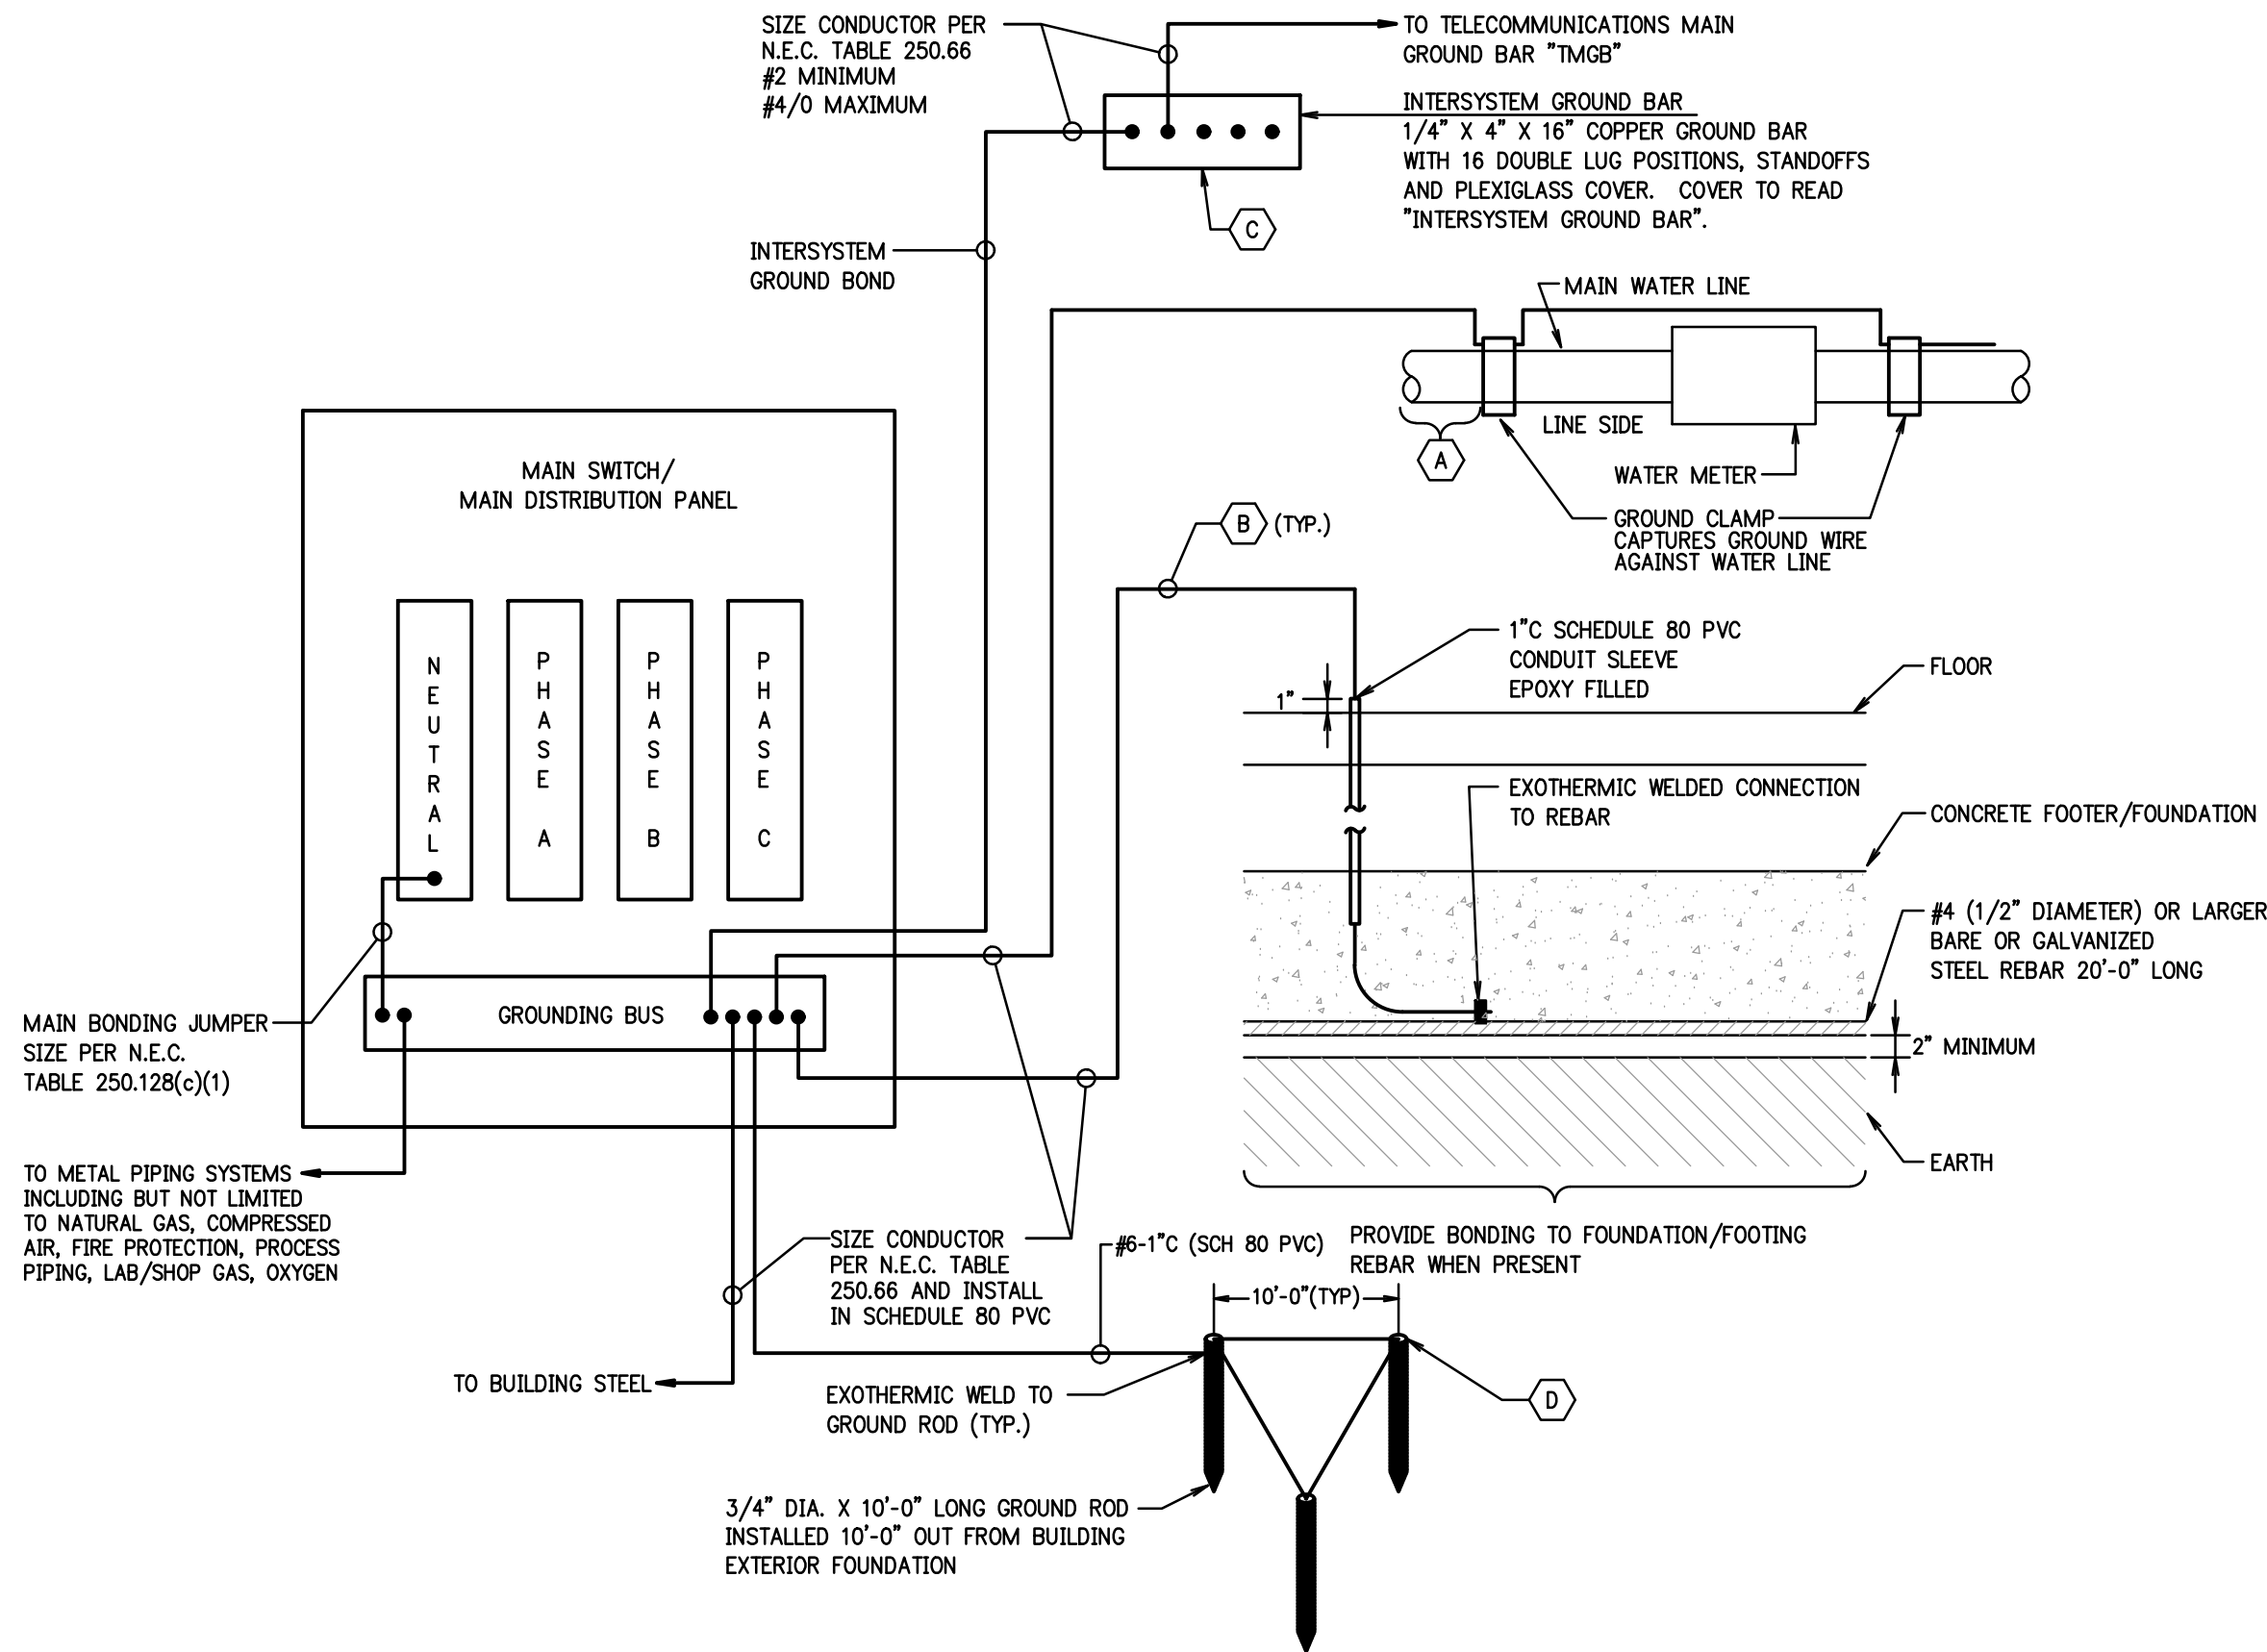 SIZE CONDUCTOR PER
N.E.C. TABLE 250.66
#2 MINIMUM
#4/0 MAXIMUM
TO TELECOMMUNICATIONS MAIN
GROUND BAR "TMGB"
INTERSYSTEM GROUND BAR
1/4" X 4" X 16" COPPER GROUND BAR
WITH 16 DOUBLE LUG POSITIONS, STANDOFFS
AND PLEXIGLASS COVER. COVER TO READ
"INTERSYSTEM GROUND BAR".
C
INTERSYSTEM
GROUND BOND
MAIN WATER LINE
LINE SIDE
A
WATER METER
GROUND CLAMP
CAPTURES GROUND WIRE
AGAINST WATER LINE
MAIN SWITCH/
MAIN DISTRIBUTION PANEL
B (TYP.)
NEUTRAL
PHASE A
PHASE B
PHASE C
1"C SCHEDULE 80 PVC
CONDUIT SLEEVE
EPOXY FILLED
1"
FLOOR
EXOTHERMIC WELDED CONNECTION
TO REBAR
CONCRETE FOOTER/FOUNDATION
#4 (1/2" DIAMETER) OR LARGER
BARE OR GALVANIZED
STEEL REBAR 20'-0" LONG
GROUNDING BUS
MAIN BONDING JUMPER
SIZE PER N.E.C.
TABLE 250.128(c)(1)
2" MINIMUM
EARTH
TO METAL PIPING SYSTEMS
INCLUDING BUT NOT LIMITED
TO NATURAL GAS, COMPRESSED
AIR, FIRE PROTECTION, PROCESS
PIPING, LAB/SHOP GAS, OXYGEN
SIZE CONDUCTOR
PER N.E.C. TABLE
250.66 AND INSTALL
IN SCHEDULE 80 PVC
#6-1"C (SCH 80 PVC)
PROVIDE BONDING TO FOUNDATION/FOOTING
REBAR WHEN PRESENT
10'-0"(TYP)
TO BUILDING STEEL
EXOTHERMIC WELD TO
GROUND ROD (TYP.)
D
3/4" DIA. X 10'-0" LONG GROUND ROD
INSTALLED 10'-0" OUT FROM BUILDING
EXTERIOR FOUNDATION